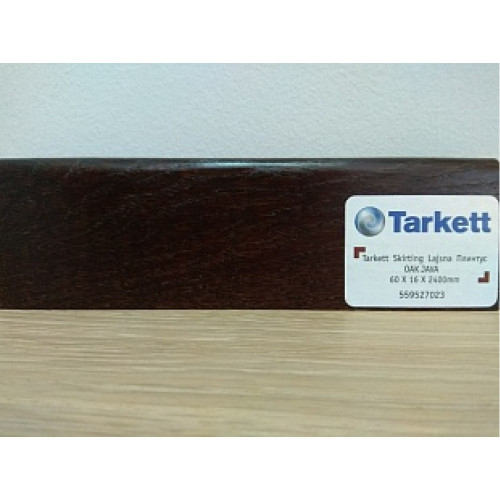 Tarkett
Tarkett Skirting Lajsna Плинтус
OAK JAVA
60 X 16 X 2400mm
559527023